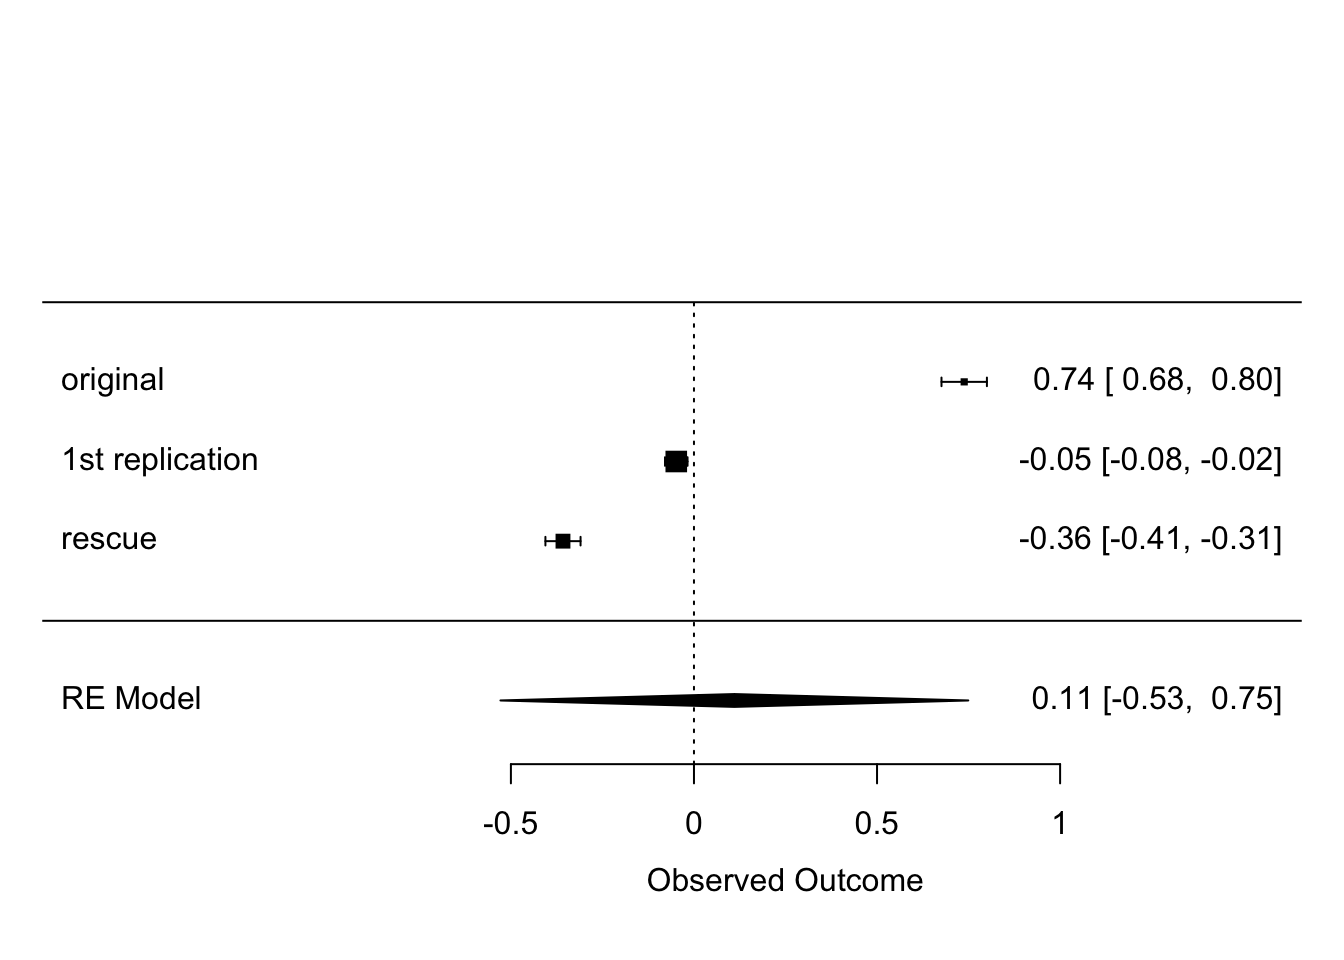 original 0.74 [ 0.68, 0.80]
1st replication -0.05 [-0.08, -0.02]
rescue -0.36 [-0.41, -0.31]
RE Model 0.11 [-0.53, 0.75]
-0.5 0 0.5 1
Observed Outcome